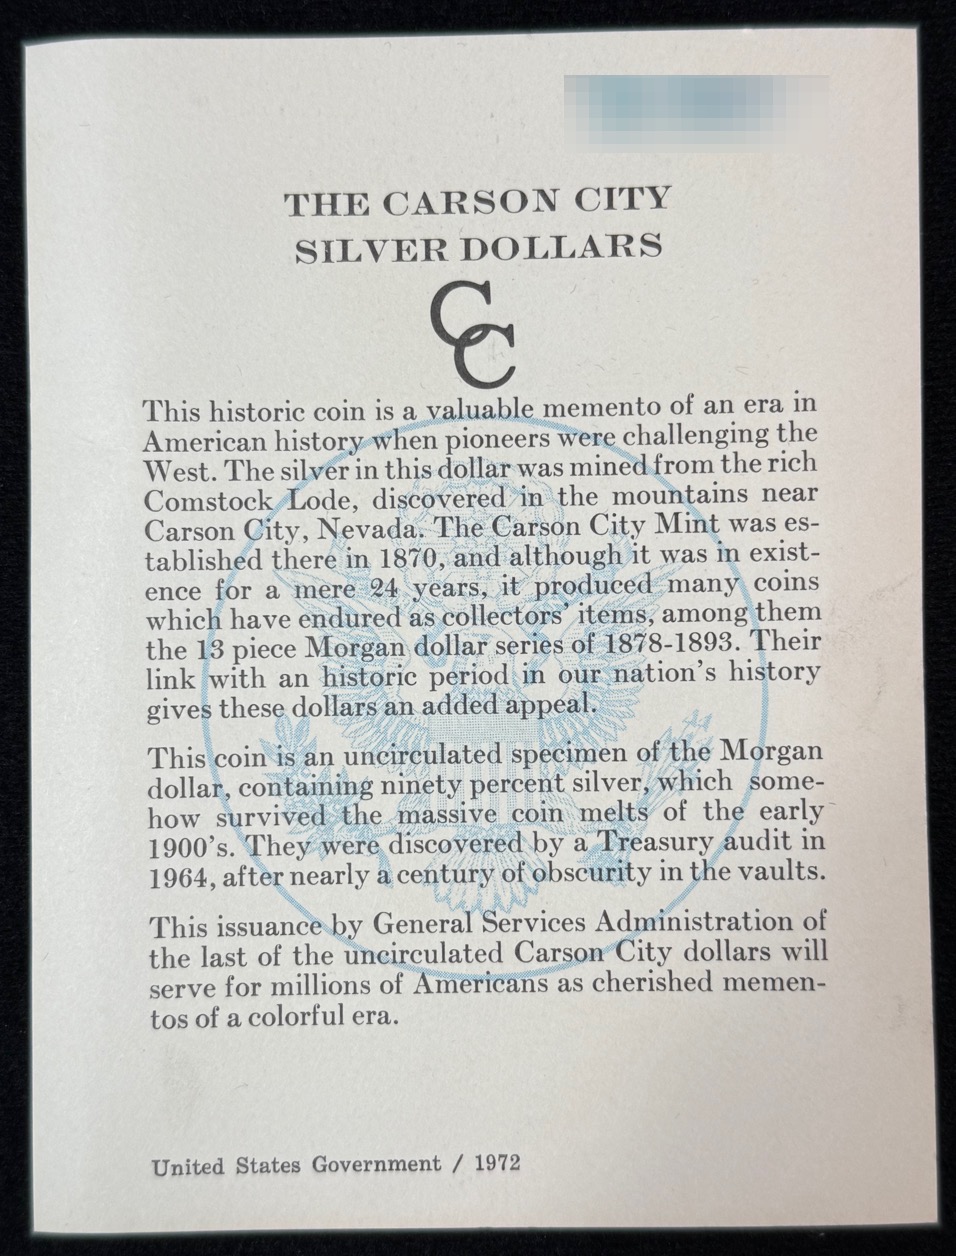 THE CARSON CITY
SILVER DOLLARS
CC
This historic coin is a valuable memento of an era in
American history when pioneers were challenging the
West. The silver in this dollar was mined from the rich
Comstock Lode, discovered in the mountains near
Carson City, Nevada. The Carson City Mint was es-
tablished there in 1870, and although it was in exist-
ence for a mere 24 years, it produced many coins
which have endured as collectors' items, among them
the 13 piece Morgan dollar series of 1878-1893. Their
link with an historic period in our nation's history
gives these dollars an added appeal.
This coin is an uncirculated specimen of the Morgan
dollar, containing ninety percent silver, which some-
how survived the massive coin melts of the early
1900's. They were discovered by a Treasury audit in
1964, after nearly a century of obscurity in the vaults.
This issuance by General Services Administration of
the last of the uncirculated Carson City dollars will
serve for millions of Americans as cherished memen-
tos of a colorful era.
United States Government / 1972